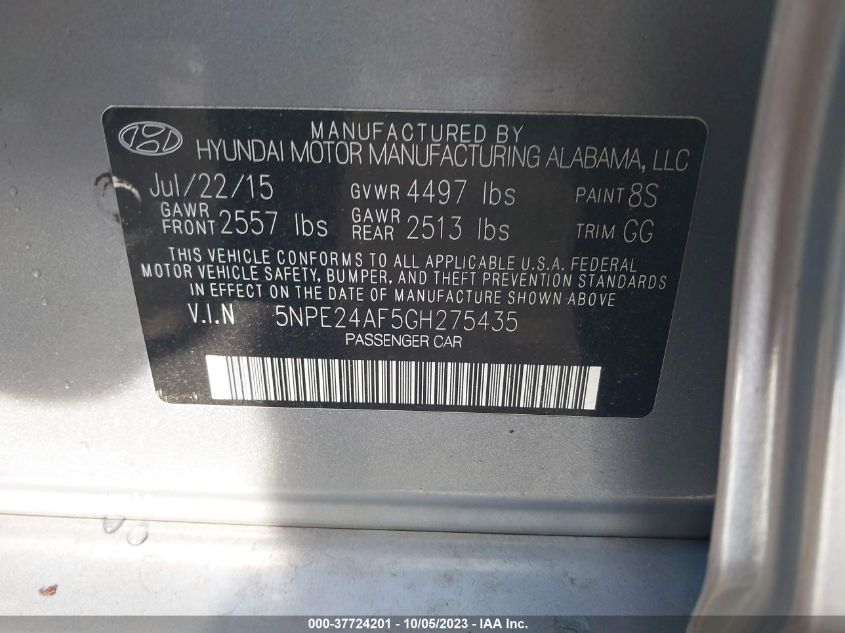 MANUFACTURED BY
HYUNDAI MOTOR MANUFACTURING ALABAMA, LLC
Jul/22/15 GVWR 4497 lbs PAINT 8S
GAWR FRONT 2557 lbs GAWR REAR 2513 lbs TRIM GG
THIS VEHICLE CONFORMS TO ALL APPLICABLE U.S.A. FEDERAL
MOTOR VEHICLE SAFETY, BUMPER, AND THEFT PREVENTION STANDARDS
IN EFFECT ON THE DATE OF MANUFACTURE SHOWN ABOVE
V.I.N 5NPE24AF5GH275435
PASSENGER CAR
000-37724201 - 10/05/2023 - IAA Inc.